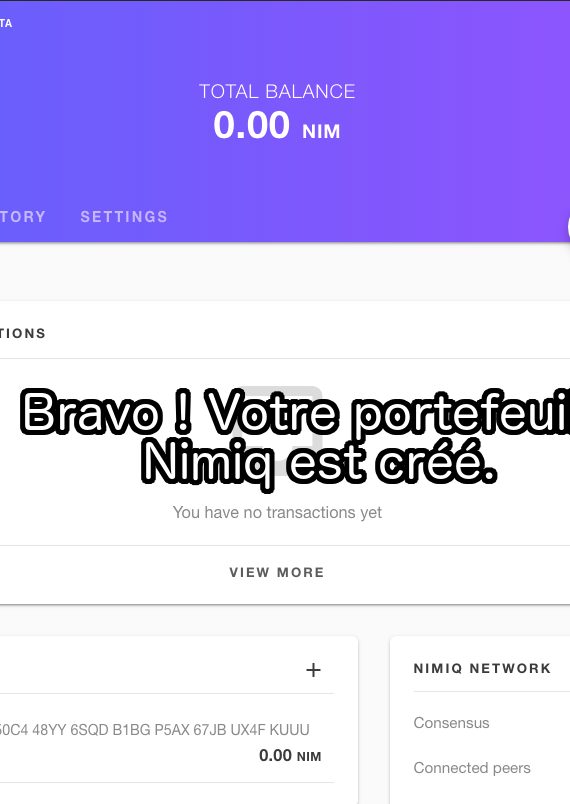 TA
TOTAL BALANCE
0.00 NIM
TORY SETTINGS
TIONS
Bravo ! Votre portefeuil
Nimiq est créé.
You have no transactions yet
VIEW MORE
+
NIMIQ NETWORK
50C4 48YY 6SQD B1BG P5AX 67JB UX4F KUUU
0.00 NIM
Consensus
Connected peers